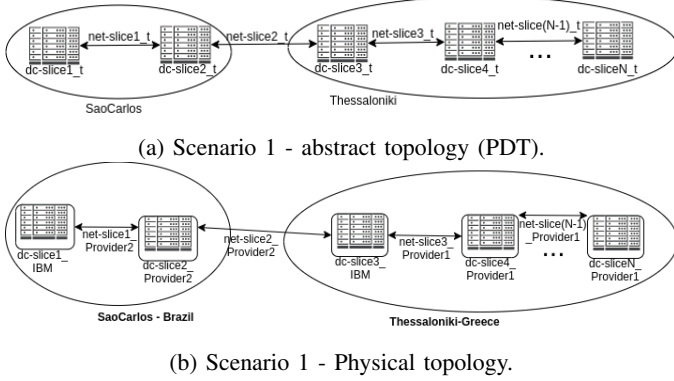 net-slice1_t
net-slice2_t
net-slice3_t
net-slice(N-1)_t
dc-slice1_t
dc-slice2_t
dc-slice3_t
dc-slice4_t
...
dc-sliceN_t
SaoCarlos
Thessaloniki
(a) Scenario 1 - abstract topology (PDT).
net-slice1_
Provider2
net-slice2_
Provider2
net-slice3_
Provider1
net-slice(N-1)
_Provider1
...
dc-slice1_
IBM
dc-slice2_
Provider2
dc-slice3_
IBM
dc-slice4_
Provider1
dc-sliceN_
Provider1
SaoCarlos - Brazil
Thessaloniki-Greece
(b) Scenario 1 - Physical topology.